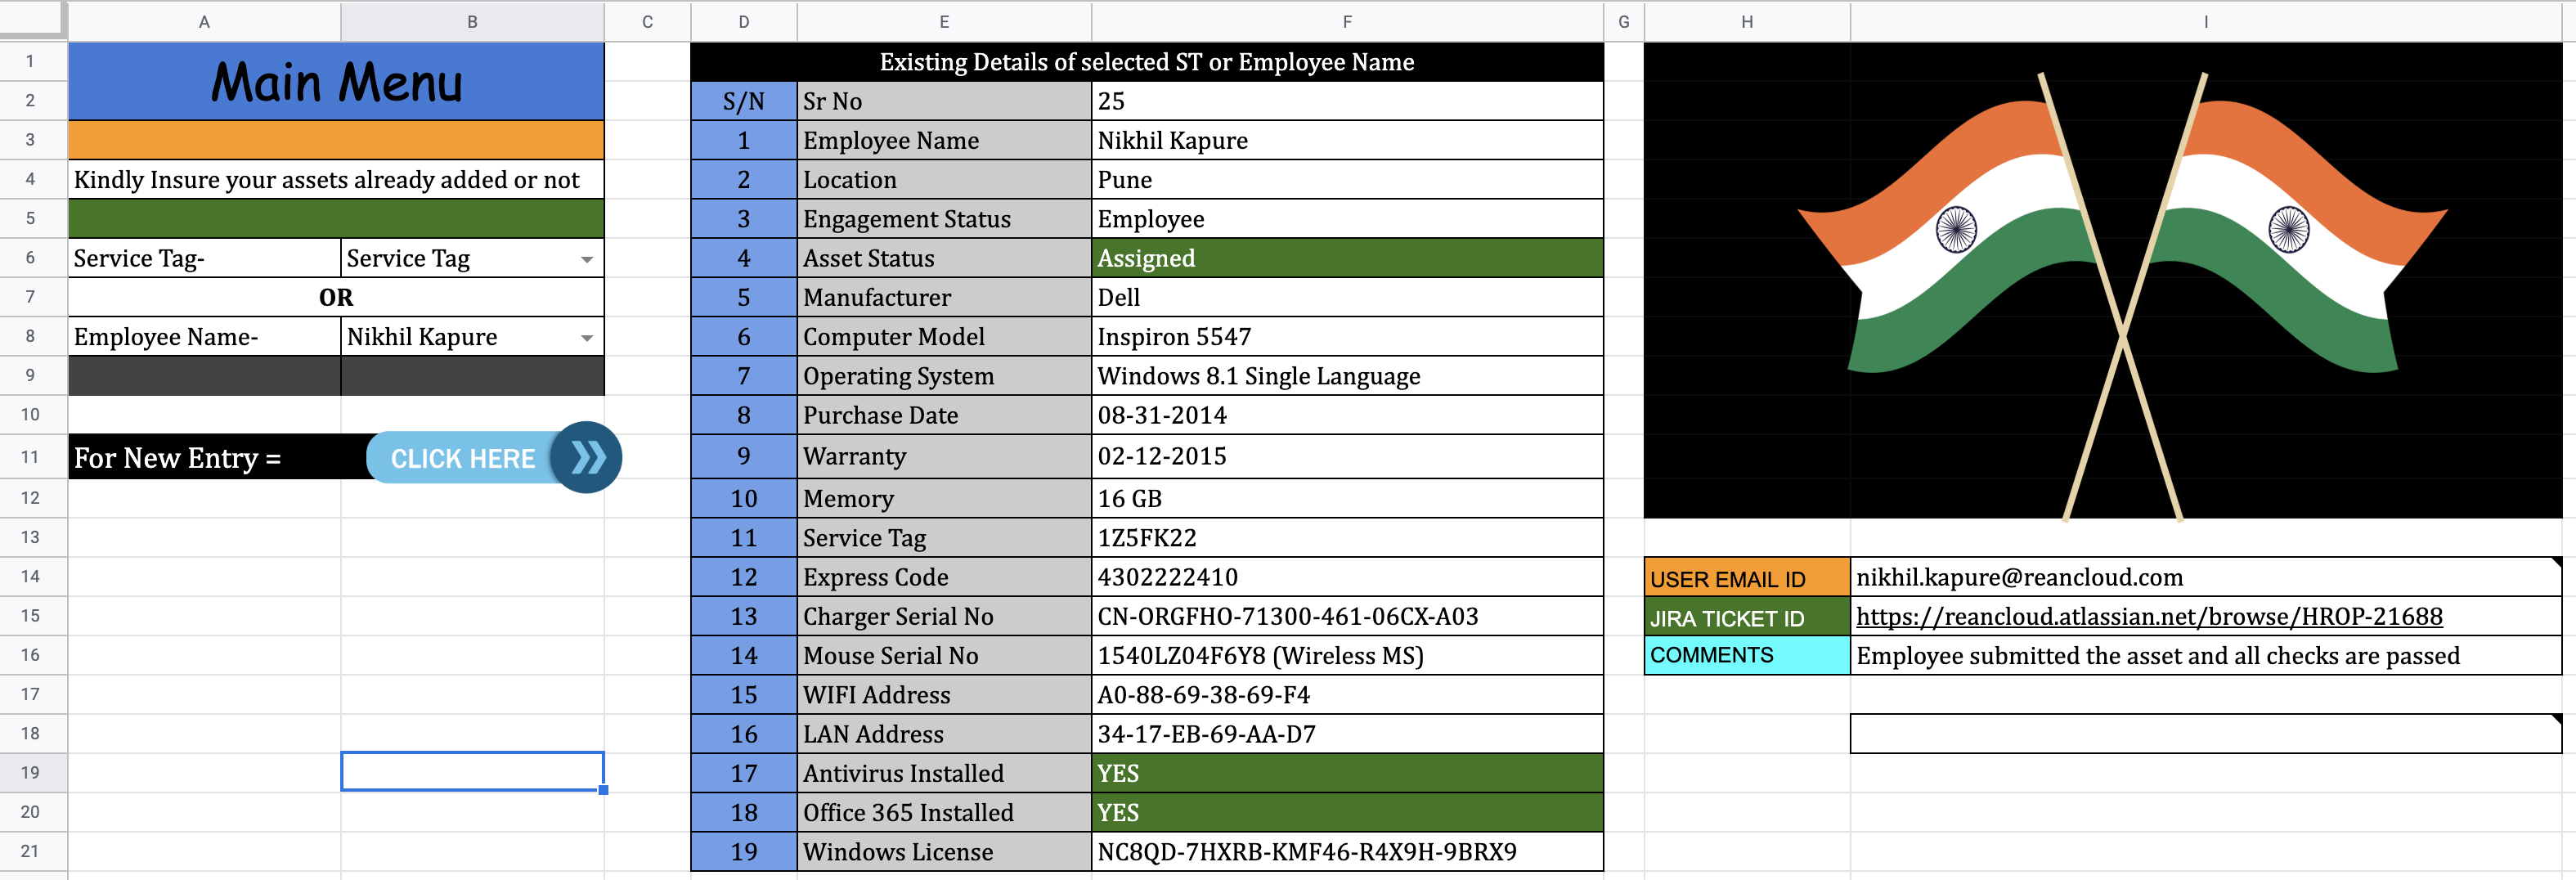 A B C D E F G H I
1 Main Menu Existing Details of selected ST or Employee Name
2 S/N Sr No 25
3 1 Employee Name Nikhil Kapure
4 Kindly Insure your assets already added or not 2 Location Pune
5 3 Engagement Status Employee
6 Service Tag- Service Tag 4 Asset Status Assigned
7 OR 5 Manufacturer Dell
8 Employee Name- Nikhil Kapure 6 Computer Model Inspiron 5547
9 7 Operating System Windows 8.1 Single Language
10 8 Purchase Date 08-31-2014
11 For New Entry = CLICK HERE 9 Warranty 02-12-2015
12 10 Memory 16 GB
13 11 Service Tag 1Z5FK22
14 12 Express Code 4302222410 USER EMAIL ID nikhil.kapure@reancloud.com
15 13 Charger Serial No CN-ORGFHO-71300-461-06CX-A03 JIRA TICKET ID https://reancloud.atlassian.net/browse/HROP-21688
16 14 Mouse Serial No 1540LZ04F6Y8 (Wireless MS) COMMENTS Employee submitted the asset and all checks are passed
17 15 WIFI Address A0-88-69-38-69-F4
18 16 LAN Address 34-17-EB-69-AA-D7
19 17 Antivirus Installed YES
20 18 Office 365 Installed YES
21 19 Windows License NC8QD-7HXRB-KMF46-R4X9H-9BRX9